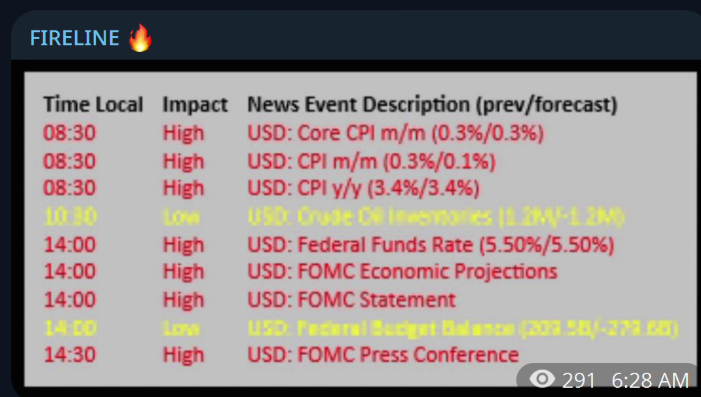 FIRELINE 🔥
Time Local Impact News Event Description (prev/forecast)
08:30 High USD: Core CPI m/m (0.3%/0.3%)
08:30 High USD: CPI m/m (0.3%/0.1%)
08:30 High USD: CPI y/y (3.4%/3.4%)
10:30 Low USD: Crude Oil Inventories (1.2M/-1.2M)
14:00 High USD: Federal Funds Rate (5.50%/5.50%)
14:00 High USD: FOMC Economic Projections
14:00 High USD: FOMC Statement
14:00 Low USD: Federal Budget Balance
14:30 High USD: FOMC Press Conference
291 6:28 AM